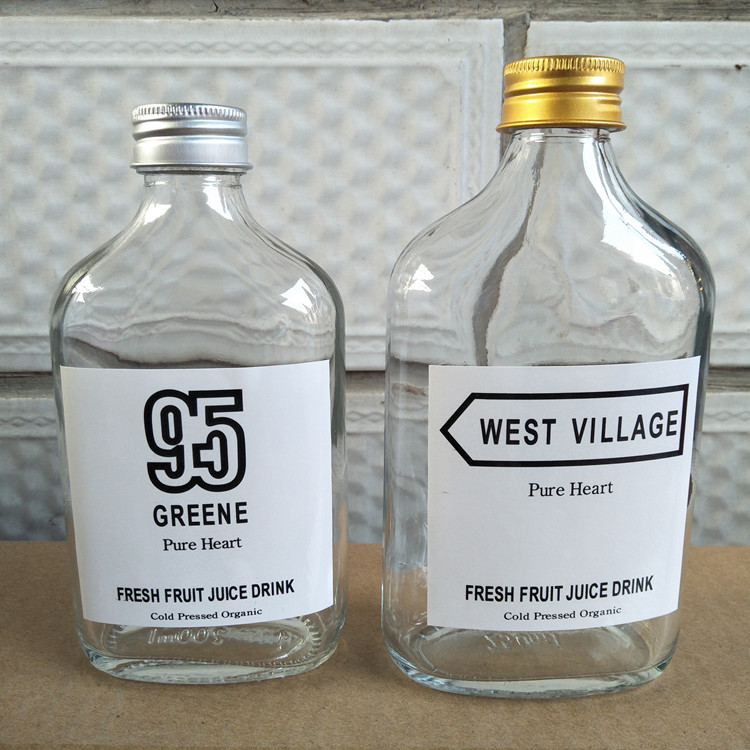 95
GREENE
Pure Heart
FRESH FRUIT JUICE DRINK
Cold Pressed Organic
WEST VILLAGE
Pure Heart
FRESH FRUIT JUICE DRINK
Cold Pressed Organic